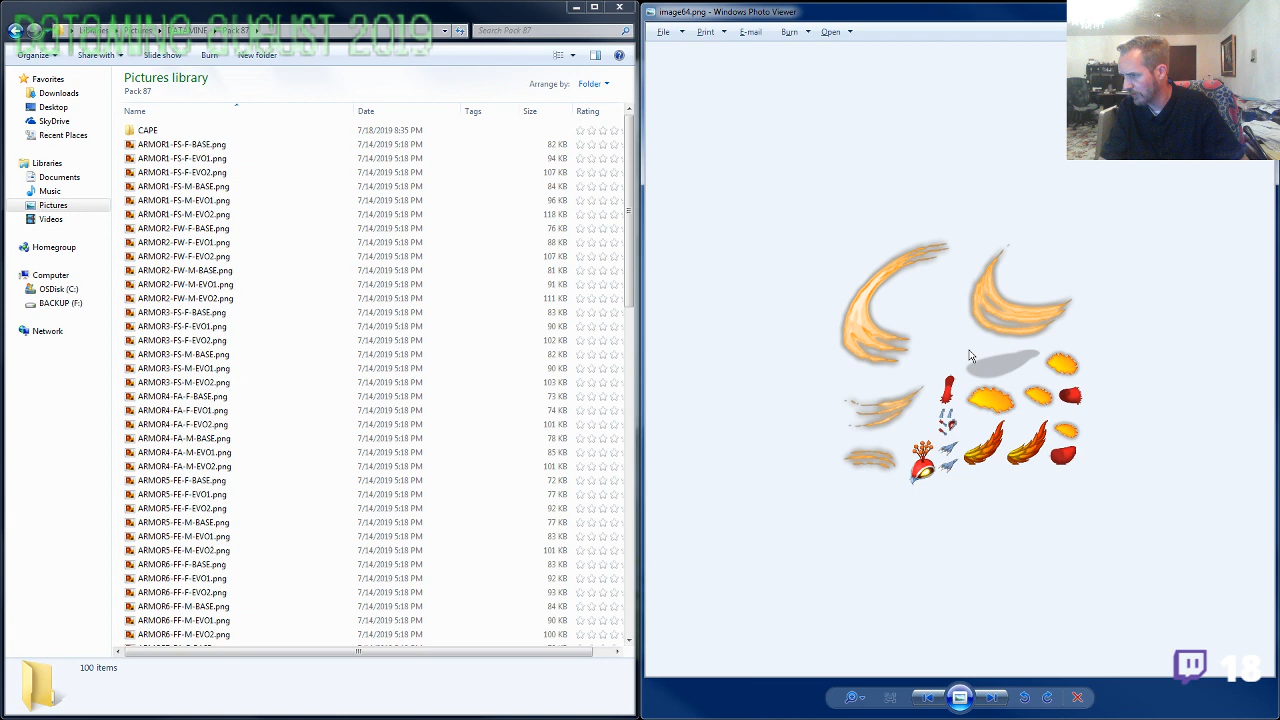 DATAMINE AUGUST 2019
Libraries
Pictures
DATAMINE
Pack 87
Search Pack 87
Organize
Share with
Slide show
Burn
New folder
Favorites
Downloads
Desktop
SkyDrive
Recent Places
Libraries
Documents
Music
Pictures
Videos
Homegroup
Computer
OSDisk (C:)
BACKUP (F:)
Network
Pictures library
Pack 87
Arrange by: Folder
Name Date Tags Size Rating
CAPE 7/18/2019 8:35 PM
ARMOR1-FS-F-BASE.png 7/14/2019 5:18 PM 82 KB
ARMOR1-FS-F-EVO1.png 7/14/2019 5:18 PM 94 KB
ARMOR1-FS-F-EVO2.png 7/14/2019 5:18 PM 107 KB
ARMOR1-FS-M-BASE.png 7/14/2019 5:18 PM 84 KB
ARMOR1-FS-M-EVO1.png 7/14/2019 5:18 PM 96 KB
ARMOR1-FS-M-EVO2.png 7/14/2019 5:18 PM 118 KB
ARMOR2-FW-F-BASE.png 7/14/2019 5:18 PM 76 KB
ARMOR2-FW-F-EVO1.png 7/14/2019 5:18 PM 88 KB
ARMOR2-FW-F-EVO2.png 7/14/2019 5:18 PM 107 KB
ARMOR2-FW-M-BASE.png 7/14/2019 5:18 PM 81 KB
ARMOR2-FW-M-EVO1.png 7/14/2019 5:18 PM 91 KB
ARMOR2-FW-M-EVO2.png 7/14/2019 5:18 PM 111 KB
ARMOR3-FS-F-BASE.png 7/14/2019 5:18 PM 83 KB
ARMOR3-FS-F-EVO1.png 7/14/2019 5:18 PM 90 KB
ARMOR3-FS-F-EVO2.png 7/14/2019 5:18 PM 102 KB
ARMOR3-FS-M-BASE.png 7/14/2019 5:18 PM 82 KB
ARMOR3-FS-M-EVO1.png 7/14/2019 5:18 PM 90 KB
ARMOR3-FS-M-EVO2.png 7/14/2019 5:18 PM 103 KB
ARMOR4-FA-F-BASE.png 7/14/2019 5:18 PM 73 KB
ARMOR4-FA-F-EVO1.png 7/14/2019 5:18 PM 74 KB
ARMOR4-FA-F-EVO2.png 7/14/2019 5:18 PM 101 KB
ARMOR4-FA-M-BASE.png 7/14/2019 5:18 PM 78 KB
ARMOR4-FA-M-EVO1.png 7/14/2019 5:18 PM 85 KB
ARMOR4-FA-M-EVO2.png 7/14/2019 5:18 PM 101 KB
ARMOR5-FE-F-BASE.png 7/14/2019 5:18 PM 72 KB
ARMOR5-FE-F-EVO1.png 7/14/2019 5:18 PM 77 KB
ARMOR5-FE-F-EVO2.png 7/14/2019 5:18 PM 92 KB
ARMOR5-FE-M-BASE.png 7/14/2019 5:18 PM 77 KB
ARMOR5-FE-M-EVO1.png 7/14/2019 5:18 PM 83 KB
ARMOR5-FE-M-EVO2.png 7/14/2019 5:18 PM 101 KB
ARMOR6-FF-F-BASE.png 7/14/2019 5:18 PM 83 KB
ARMOR6-FF-F-EVO1.png 7/14/2019 5:18 PM 92 KB
ARMOR6-FF-F-EVO2.png 7/14/2019 5:18 PM 93 KB
ARMOR6-FF-M-BASE.png 7/14/2019 5:18 PM 84 KB
ARMOR6-FF-M-EVO1.png 7/14/2019 5:18 PM 90 KB
ARMOR6-FF-M-EVO2.png 7/14/2019 5:18 PM 100 KB
100 items
image64.png - Windows Photo Viewer
File Print E-mail Burn Open
18